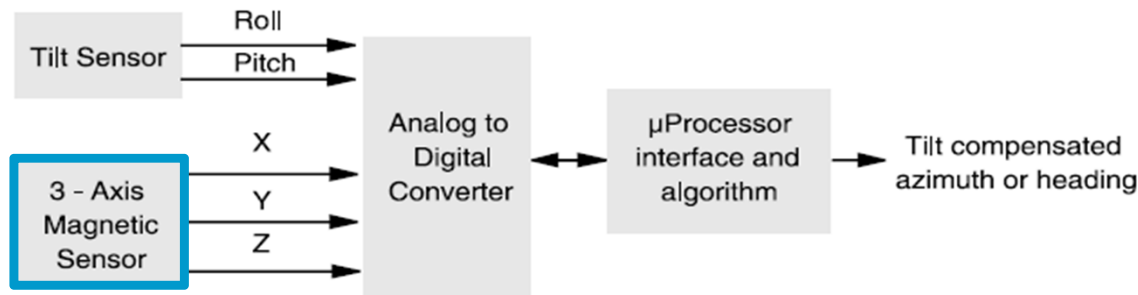 Roll
Tilt Sensor
Pitch
X
3 - Axis
Magnetic
Sensor
Y
Z
Analog to
Digital
Converter
µProcessor
interface and
algorithm
Tilt compensated
azimuth or heading